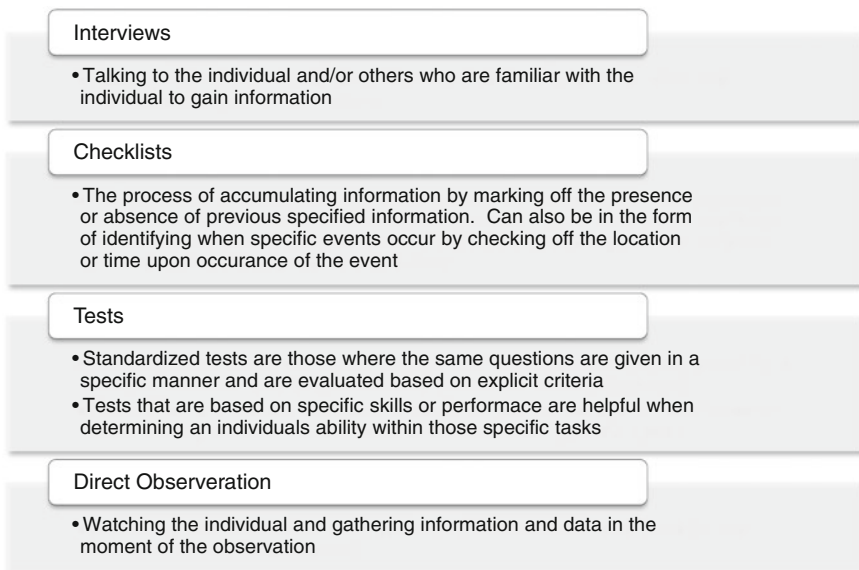 Interviews
• Talking to the individual and/or others who are familiar with the
individual to gain information
Checklists
• The process of accumulating information by marking off the presence
or absence of previous specified information.  Can also be in the form
of identifying when specific events occur by checking off the location
or time upon occurance of the event
Tests
• Standardized tests are those where the same questions are given in a
specific manner and are evaluated based on explicit criteria
• Tests that are based on specific skills or performace are helpful when
determining an individuals ability within those specific tasks
Direct Observeration
• Watching the individual and gathering information and data in the
moment of the observation